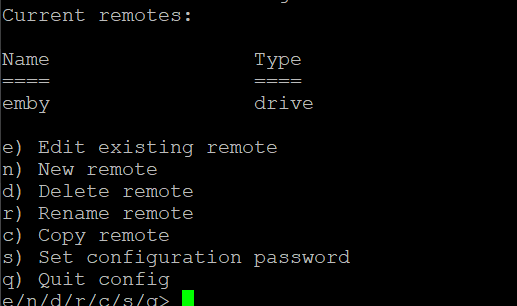 Current remotes:
Name Type
==== ====
emby drive
e) Edit existing remote
n) New remote
d) Delete remote
r) Rename remote
c) Copy remote
s) Set configuration password
q) Quit config
e/n/d/r/c/s/q>